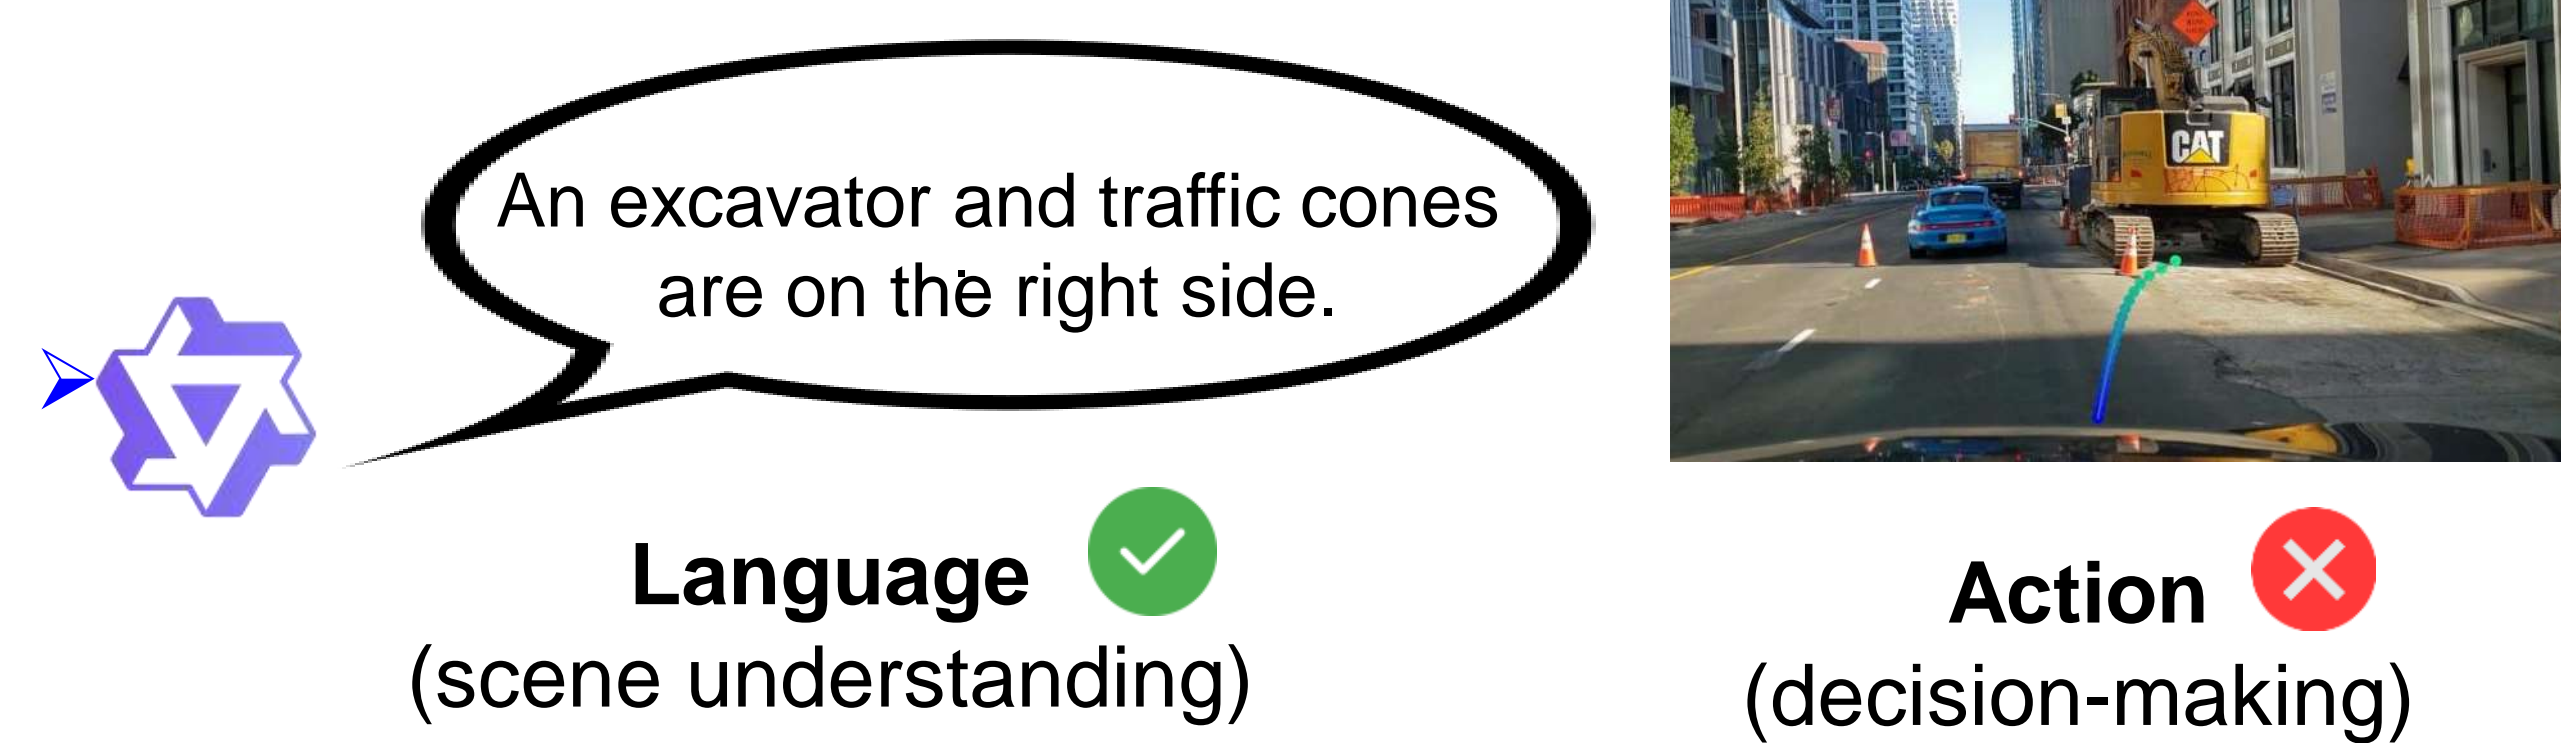 An excavator and traffic cones
are on the right side.
CAT
Language
(scene understanding)
Action
(decision-making)